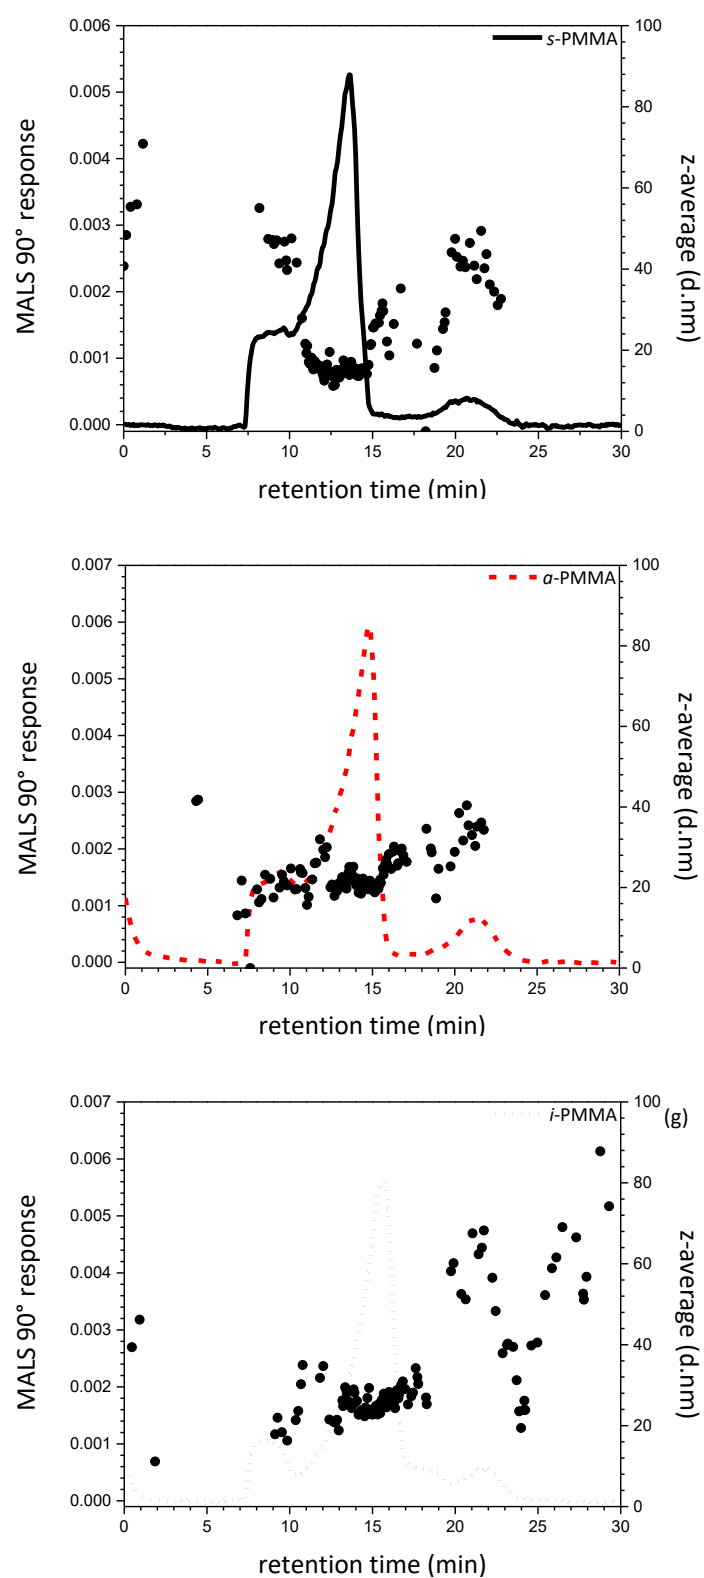 0.006
100
s-PMMA
0.005
80
0.004
60
0.003
40
0.002
20
0.001
0.000
0
0 5 10 15 20 25 30
MALS 90° response
z-average (d.nm)
retention time (min)
0.007
100
a-PMMA
0.006
80
0.005
60
0.004
0.003
40
0.002
20
0.001
0.000
0
0 5 10 15 20 25 30
MALS 90° response
z-average (d.nm)
retention time (min)
0.007
100
i-PMMA
(g)
0.006
80
0.005
60
0.004
0.003
40
0.002
20
0.001
0.000
0
0 5 10 15 20 25 30
MALS 90° response
z-average (d.nm)
retention time (min)